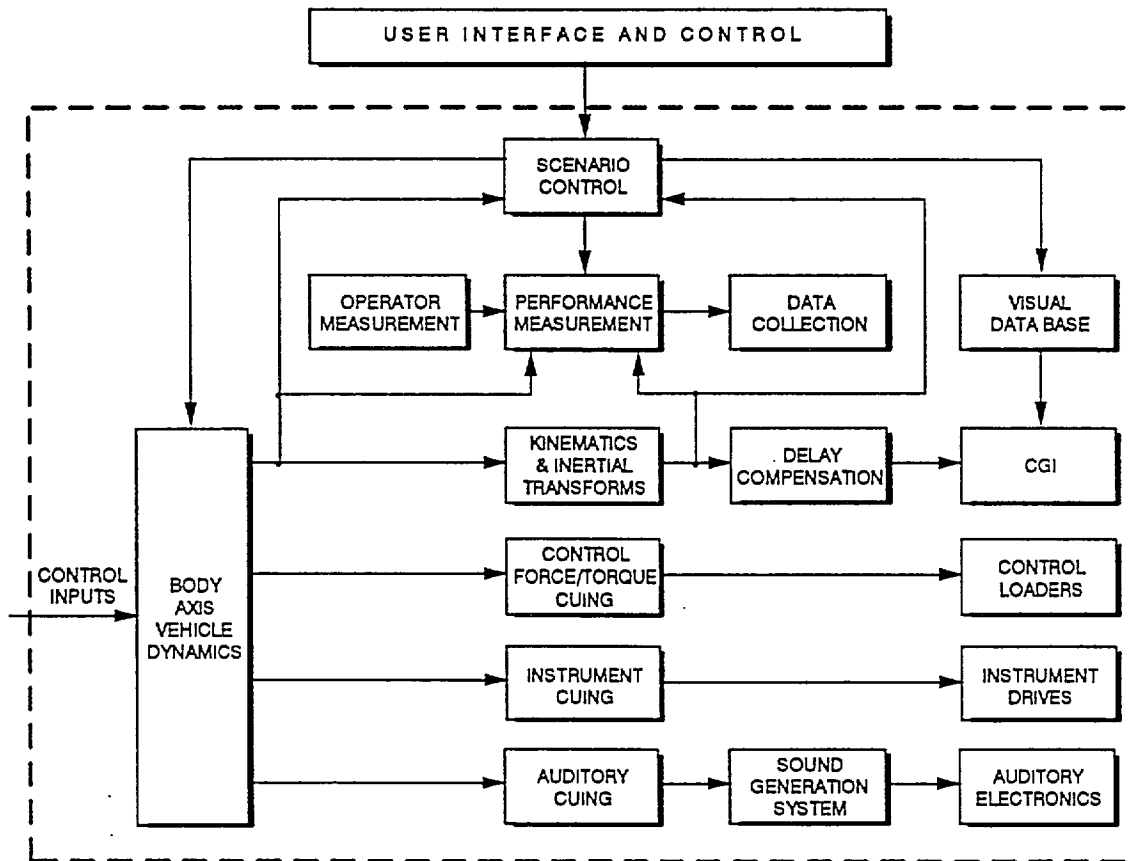 USER INTERFACE AND CONTROL
SCENARIO
CONTROL
OPERATOR
MEASUREMENT
PERFORMANCE
MEASUREMENT
DATA
COLLECTION
VISUAL
DATA BASE
KINEMATICS
& INERTIAL
TRANSFORMS
DELAY
COMPENSATION
CGI
CONTROL
INPUTS
BODY
AXIS
VEHICLE
DYNAMICS
CONTROL
FORCE/TORQUE
CUING
CONTROL
LOADERS
INSTRUMENT
CUING
INSTRUMENT
DRIVES
AUDITORY
CUING
SOUND
GENERATION
SYSTEM
AUDITORY
ELECTRONICS